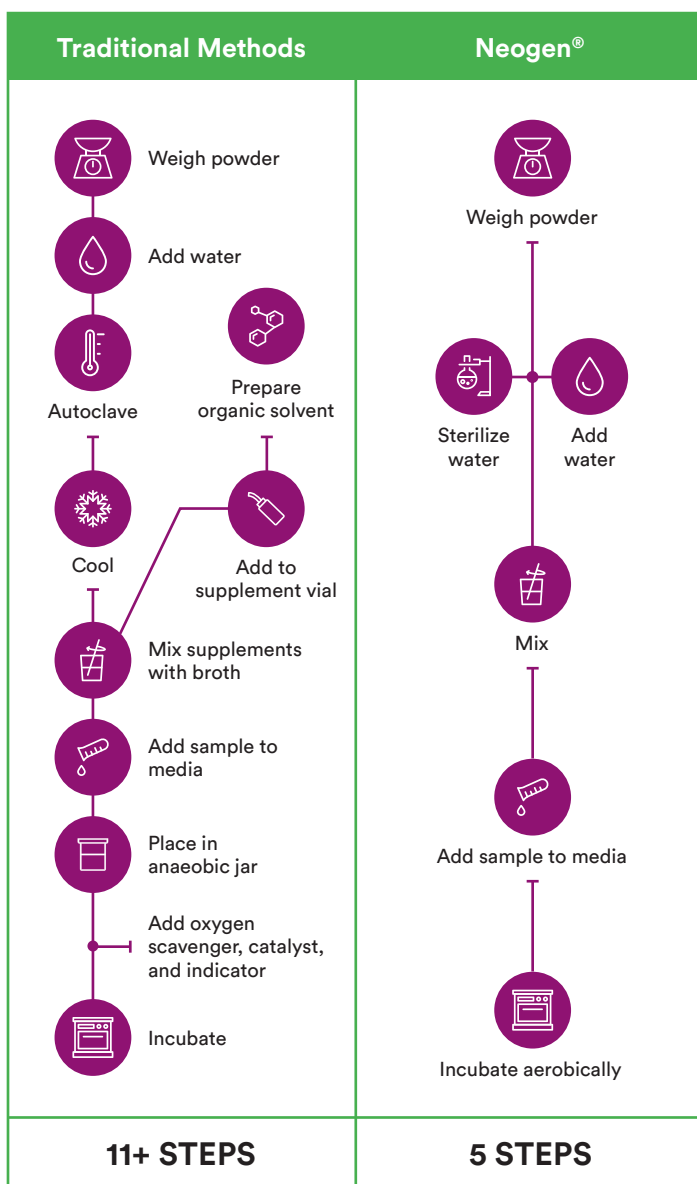 Traditional Methods
Weigh powder
Add water
Autoclave
Prepare
organic solvent
Cool
Add to
supplement vial
Mix supplements
with broth
Add sample to
media
Place in
anaeobic jar
Add oxygen
scavenger, catalyst,
and indicator
Incubate
11+ STEPS
Neogen®
Weigh powder
Sterilize
water
Add
water
Mix
Add sample to media
Incubate aerobically
5 STEPS